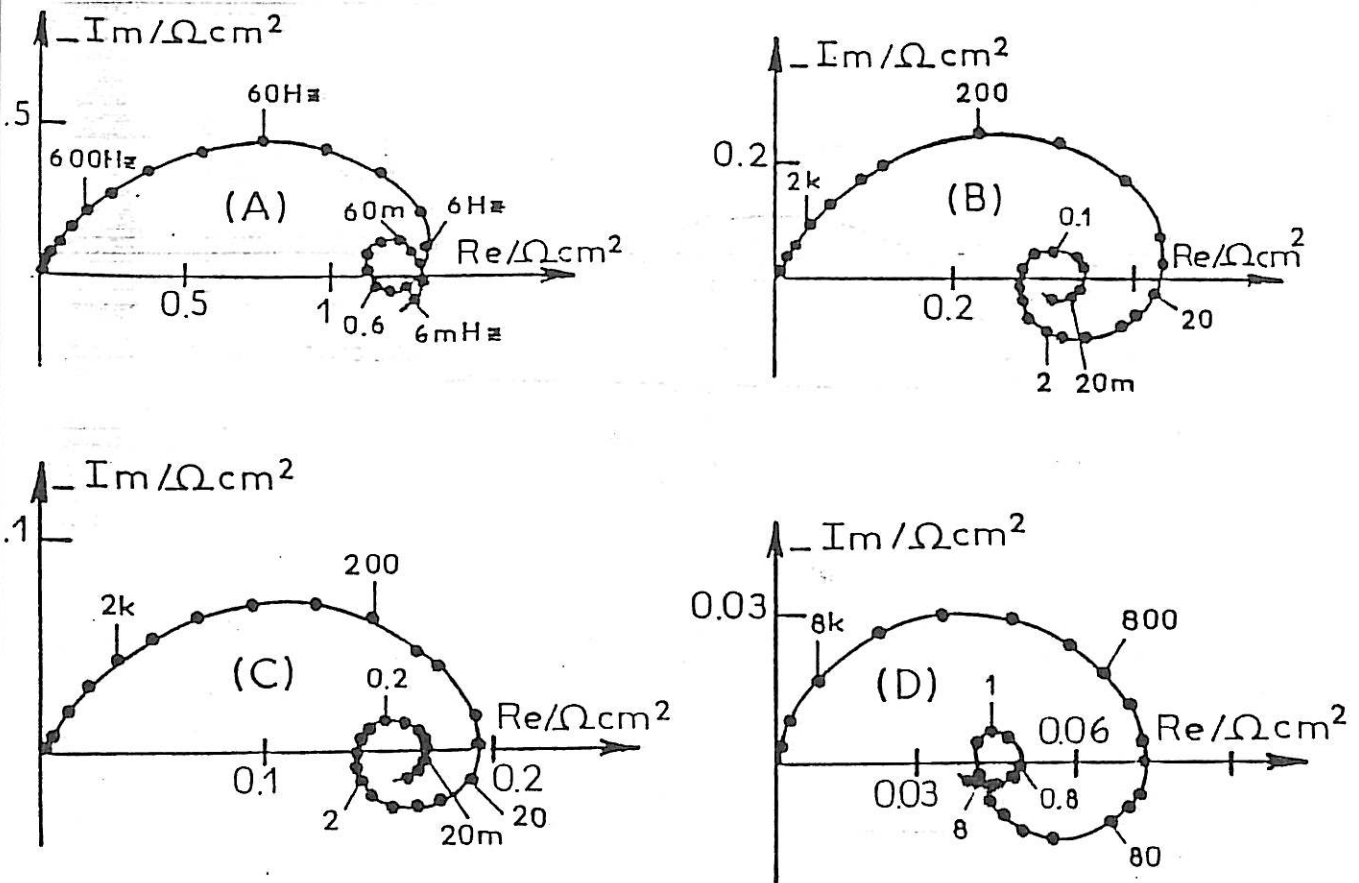 – Im/Ωcm²
60Hz
.5
600Hz
(A)
60m
6Hz
Re/Ωcm²
0.5
1
0.6
6mHz
– Im/Ωcm²
200
0.2
2k
(B)
0.1
Re/Ωcm²
0.2
20
2
20m
– Im/Ωcm²
.1
200
2k
(C)
0.2
Re/Ωcm²
0.1
0.2
2
20
20m
– Im/Ωcm²
0.03
8k
800
(D)
1
0.06
Re/Ωcm²
0.03
0.8
8
80